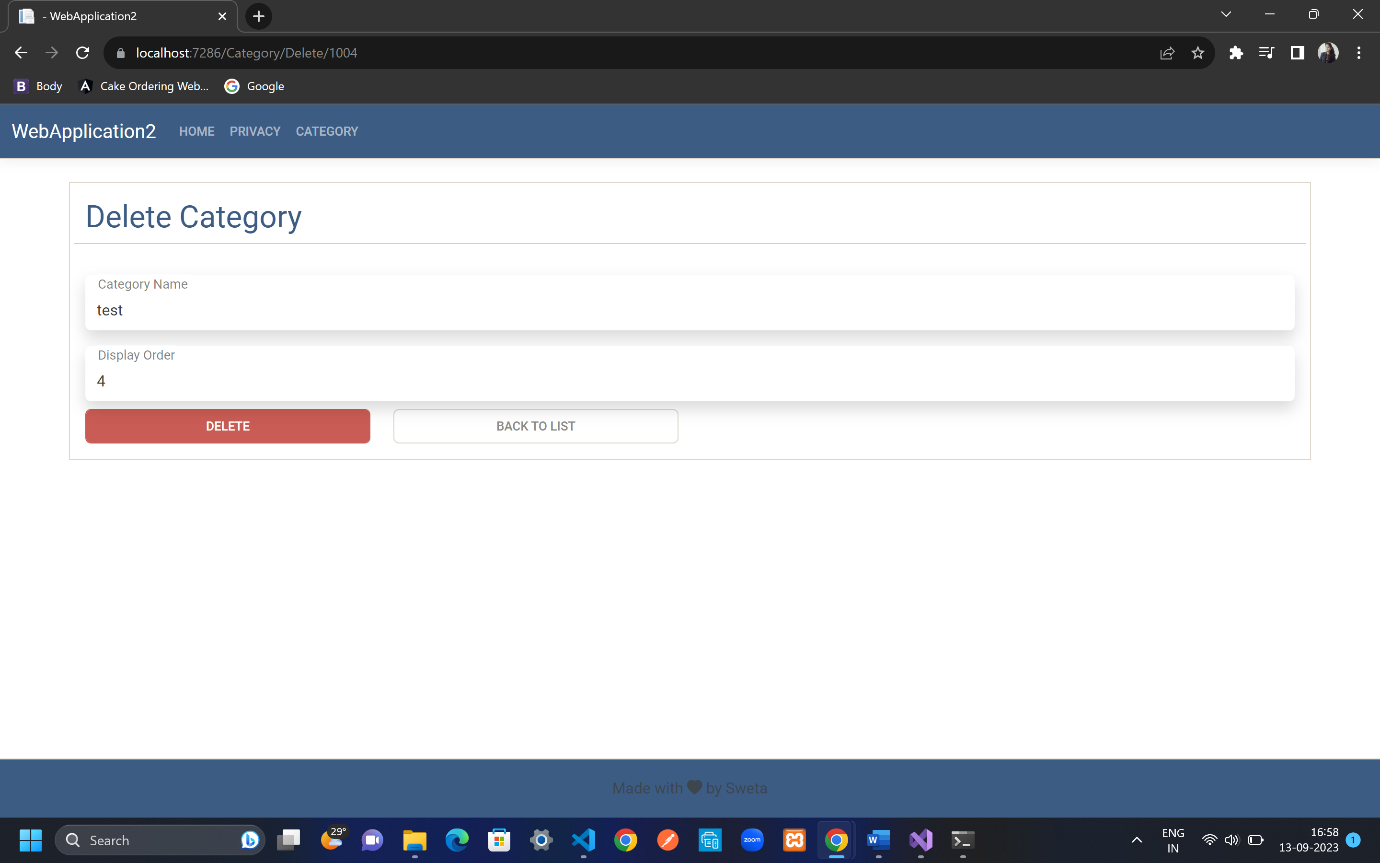 - WebApplication2
localhost:7286/Category/Delete/1004
B Body A Cake Ordering Web... G Google
WebApplication2 HOME PRIVACY CATEGORY
Delete Category
Category Name
test
Display Order
4
DELETE BACK TO LIST
Made with by Sweta
29°
Search b zoom W ENG 16:58
IN 13-09-2023 1